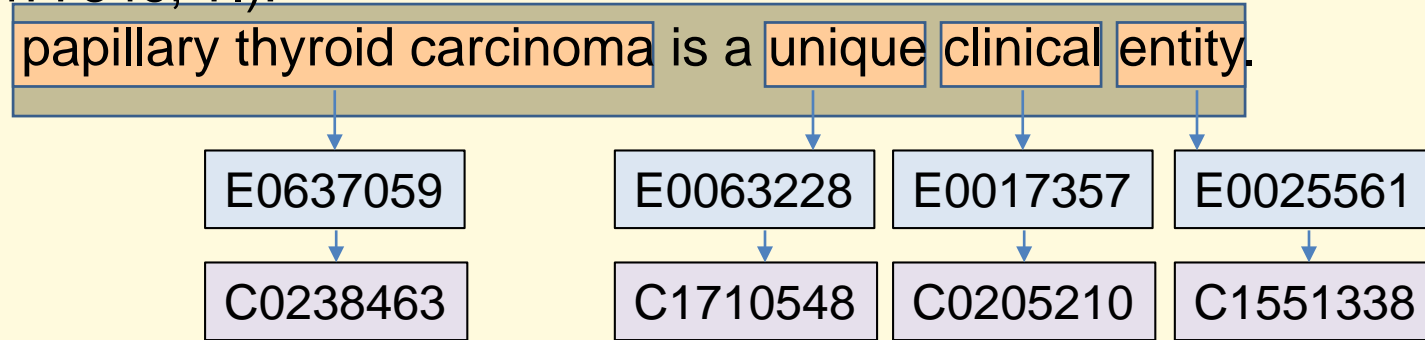 papillary thyroid carcinoma is a unique clinical entity.
E0637059 E0063228 E0017357 E0025561
C0238463 C1710548 C0205210 C1551338